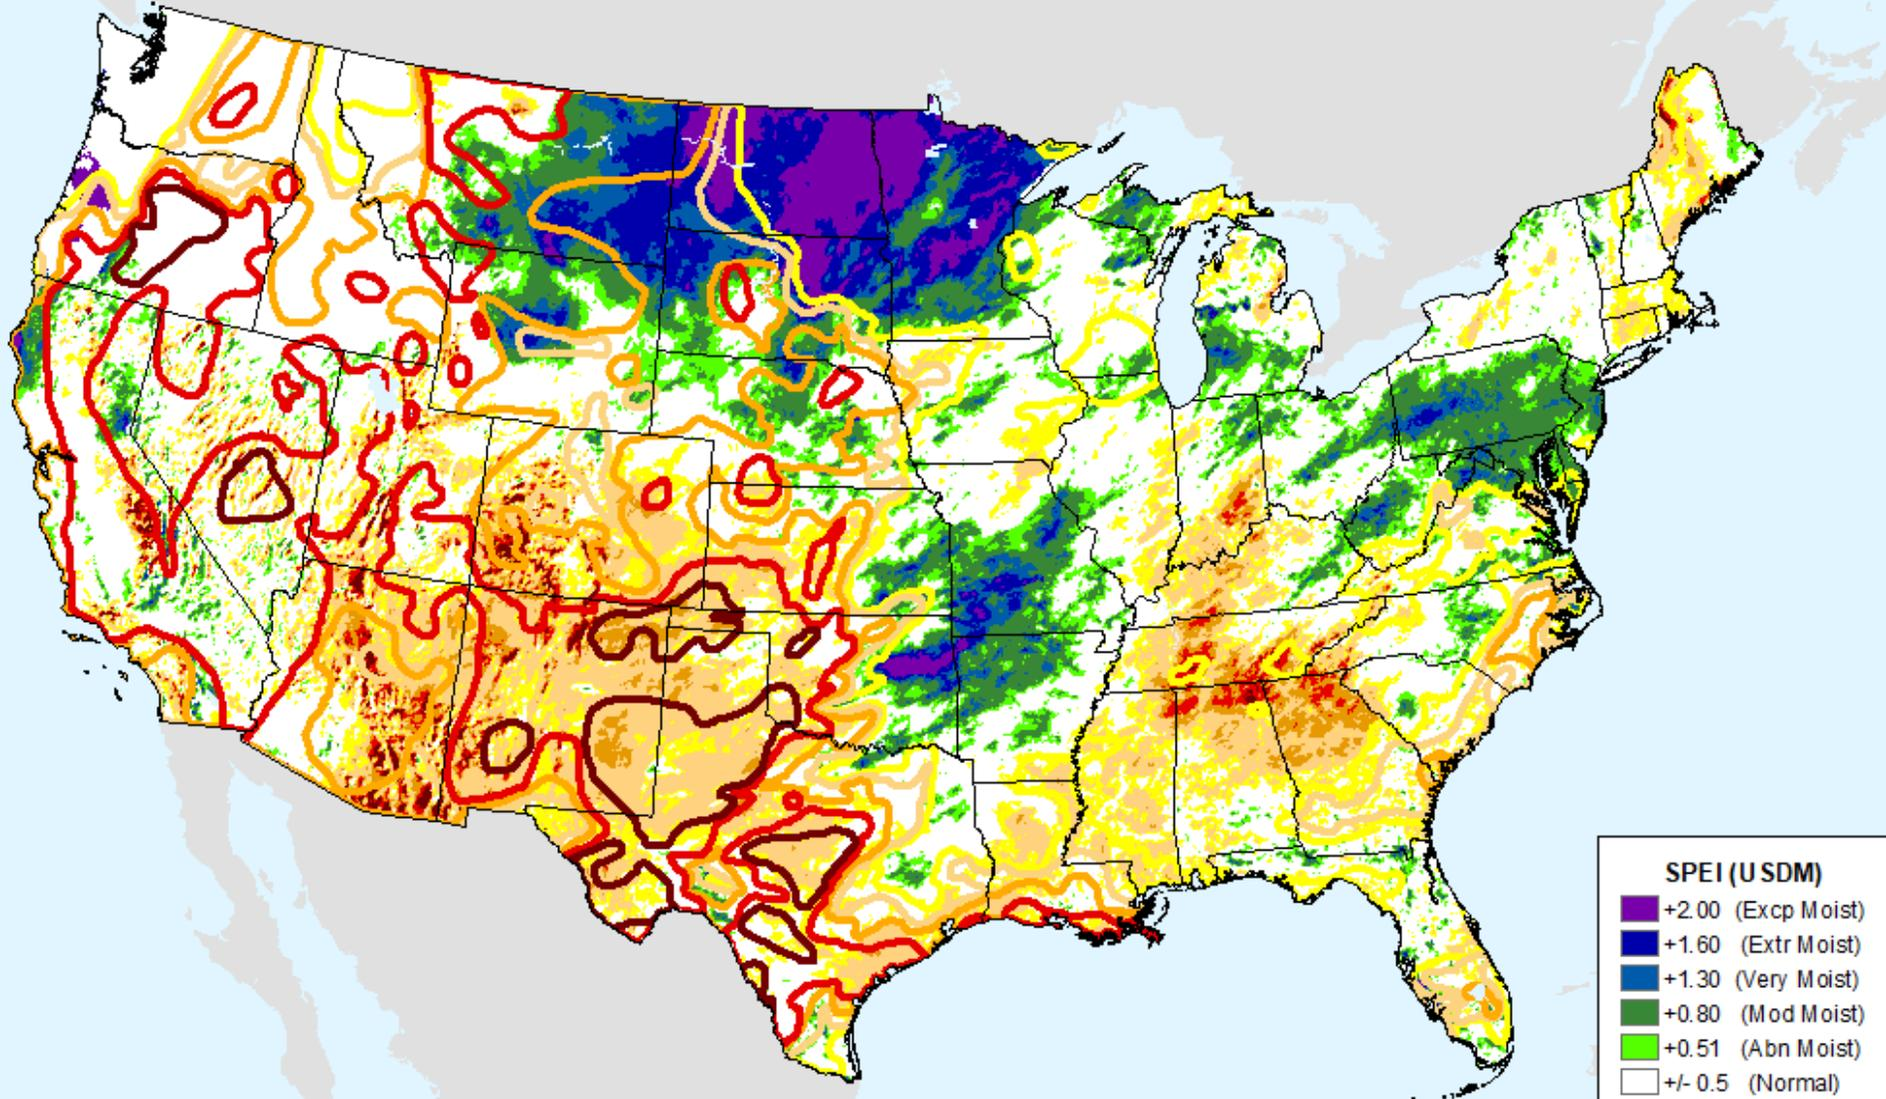 SPEI (USDM)
+2.00 (Excp Moist)
+1.60 (Extr Moist)
+1.30 (Very Moist)
+0.80 (Mod Moist)
+0.51 (Abn Moist)
+/- 0.5 (Normal)